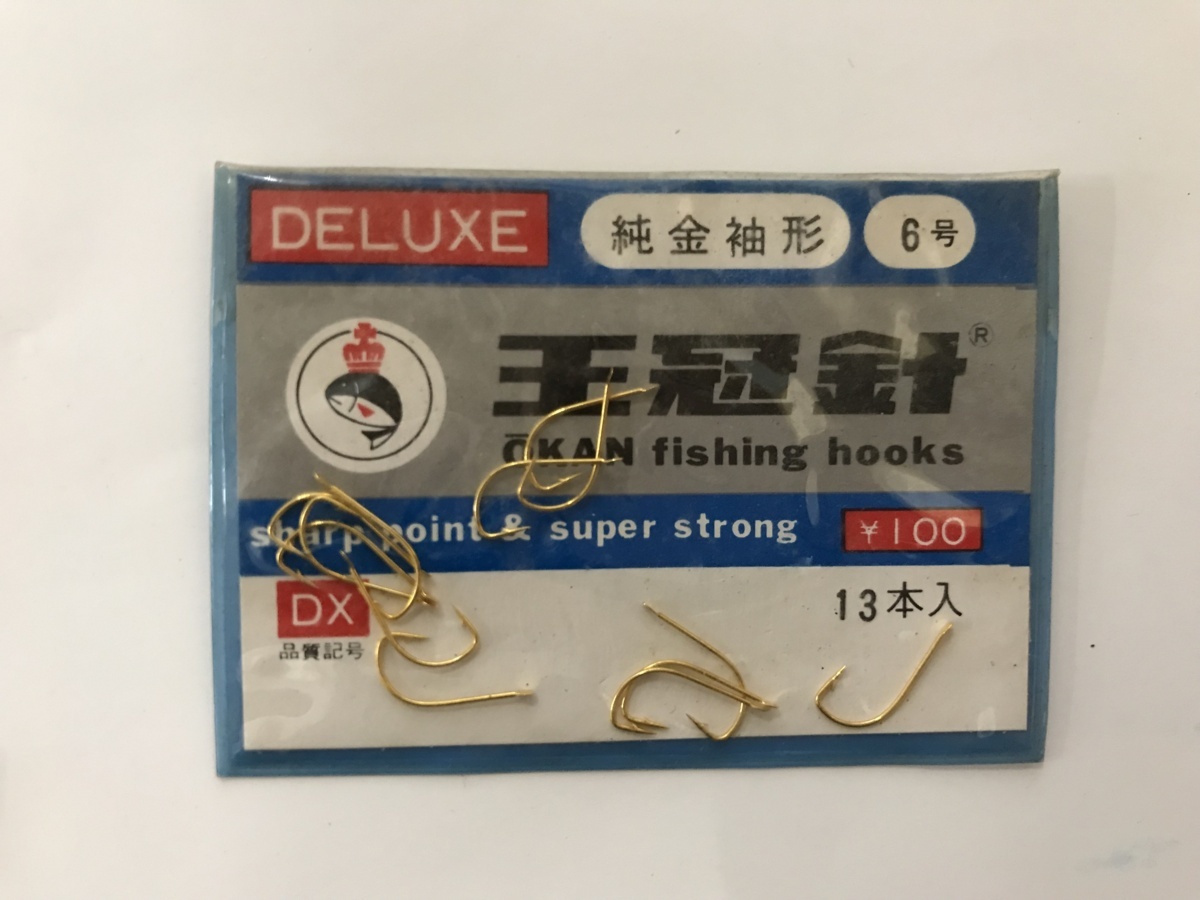 DELUXE 純金袖形 6号
王冠針®
ŌKAN fishing hooks
sharp point & super strong ¥100
DX 13本入
品質記号